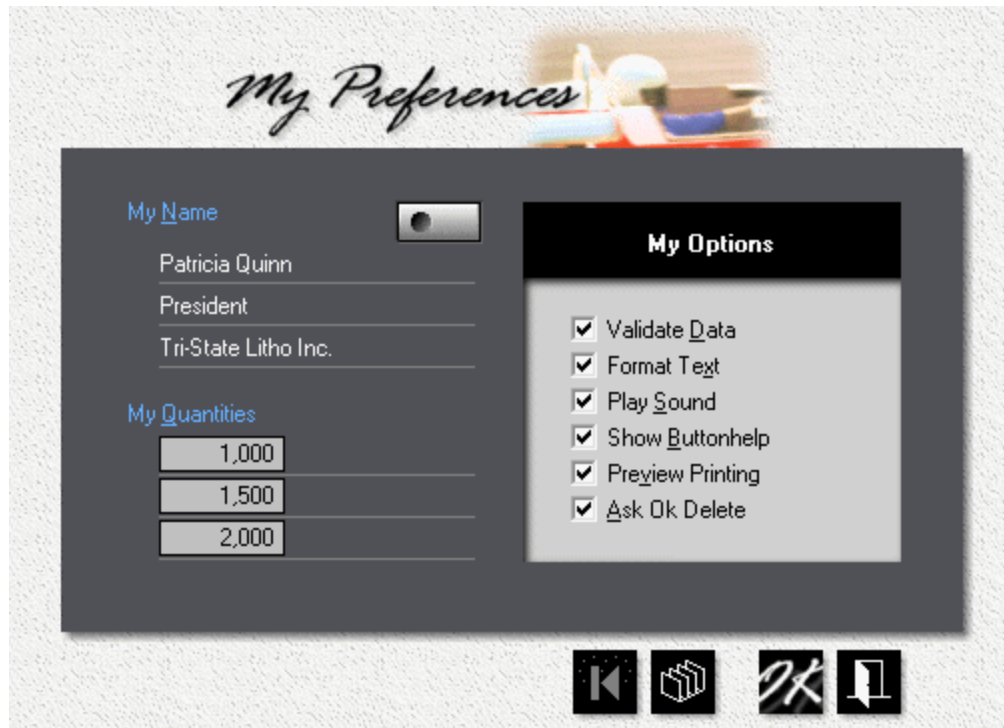 My Preferences
My Name
Patricia Quinn
President
Tri-State Litho Inc.
My Quantities
1,000
1,500
2,000
My Options
Validate Data
Format Text
Play Sound
Show Buttonhelp
Preview Printing
Ask Ok Delete
OK